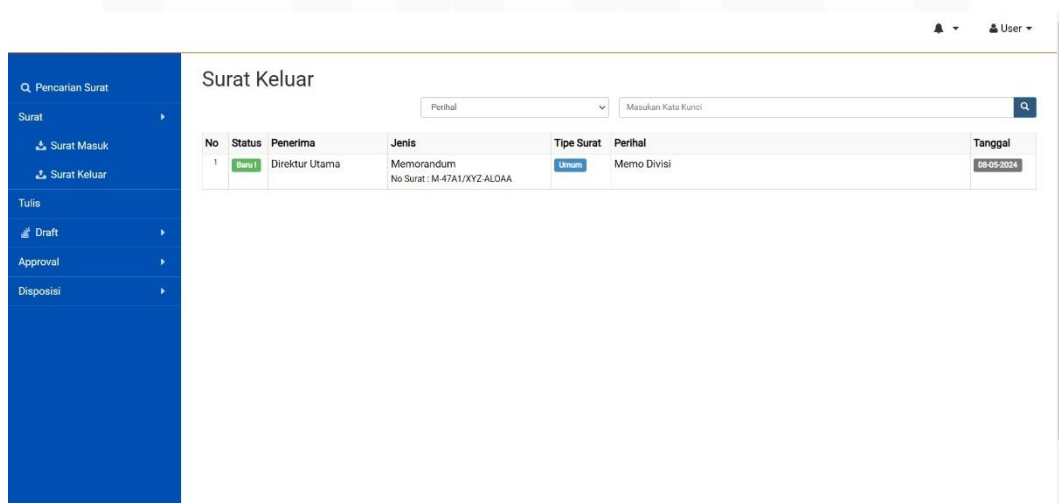 User
Pencarian Surat
Surat
Surat Masuk
Surat Keluar
Tulis
Draft
Approval
Disposisi
Surat Keluar
Perihal Masukan Kata Kunci
No Status Penerima Jenis Tipe Surat Perihal Tanggal
1 Baru ! Direktur Utama Memorandum Umum Memo Divisi 08-05-2024
No Surat : M-47A1/XYZ-ALOAA